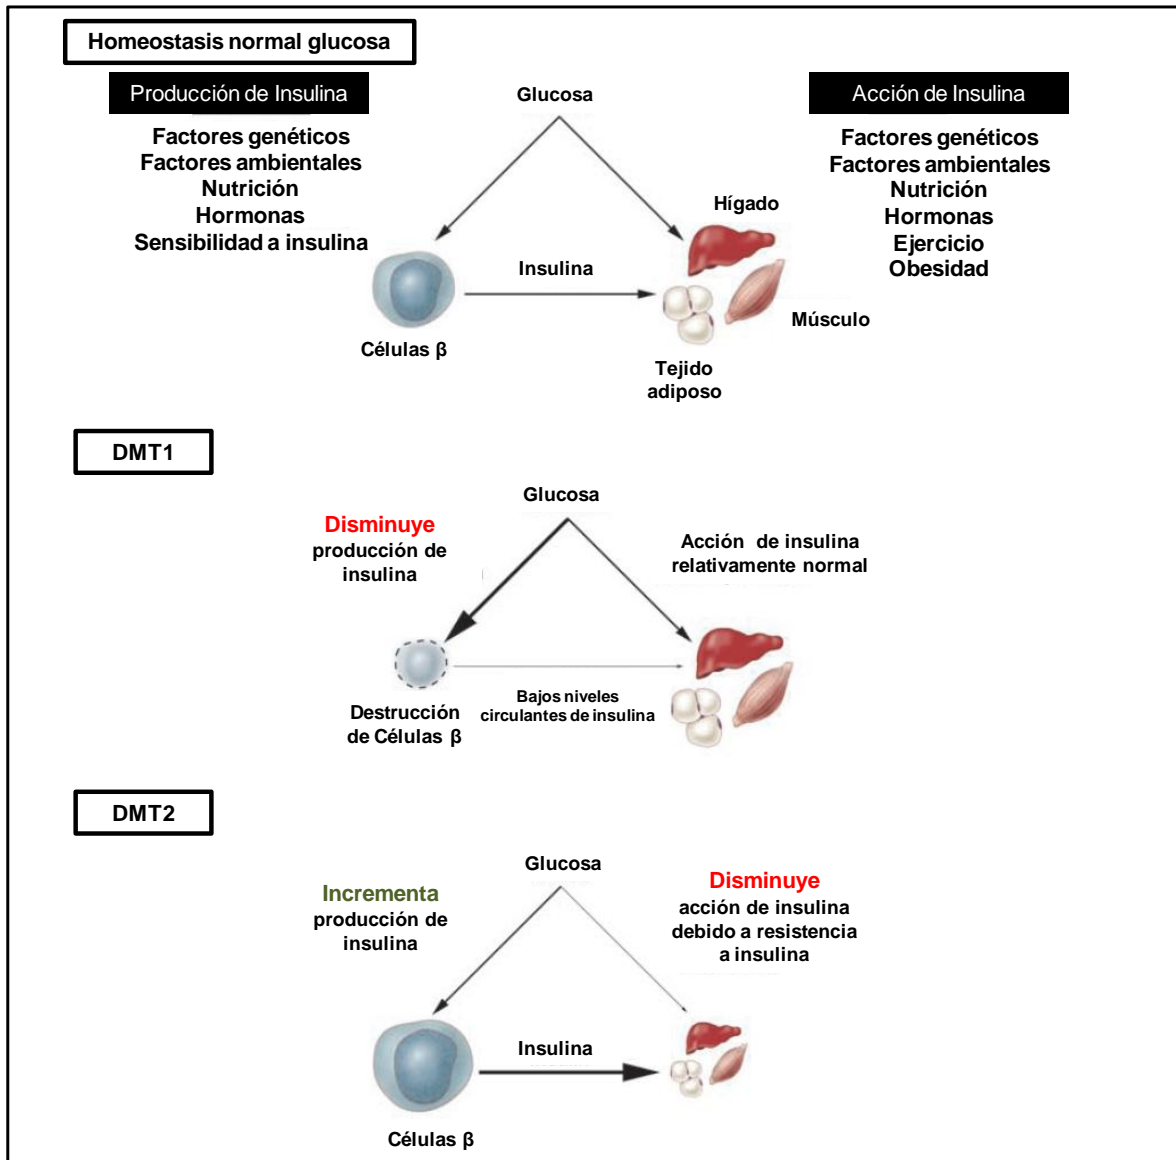 Homeostasis normal glucosa
Producción de Insulina
Factores genéticos
Factores ambientales
Nutrición
Hormonas
Sensibilidad a insulina
Glucosa
Acción de Insulina
Factores genéticos
Factores ambientales
Nutrición
Hormonas
Ejercicio
Obesidad
Hígado
Insulina
Músculo
Células β
Tejido
adiposo
DMT1
Glucosa
Disminuye
producción de
insulina
Acción de insulina
relativamente normal
Bajos niveles
circulantes de insulina
Destrucción
de Células β
DMT2
Glucosa
Incrementa
producción de
insulina
Disminuye
acción de insulina
debido a resistencia
a insulina
Insulina
Células β